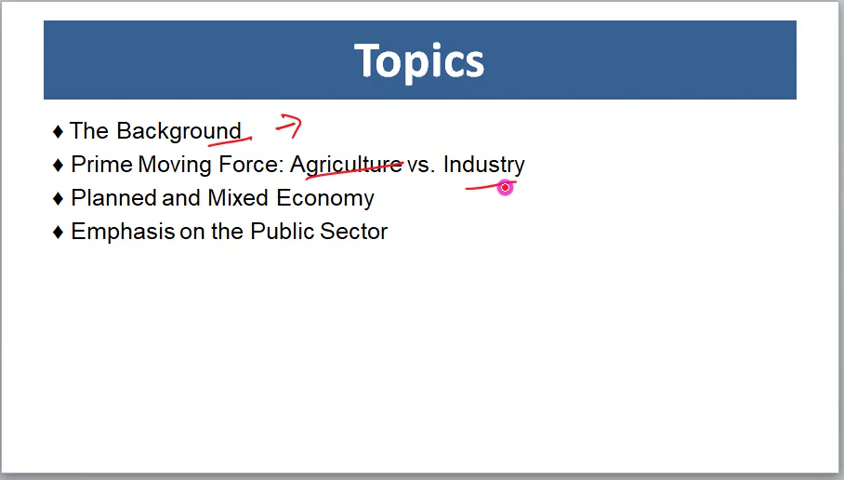 Topics
♦ The Background
♦ Prime Moving Force: Agriculture vs. Industry
♦ Planned and Mixed Economy
♦ Emphasis on the Public Sector